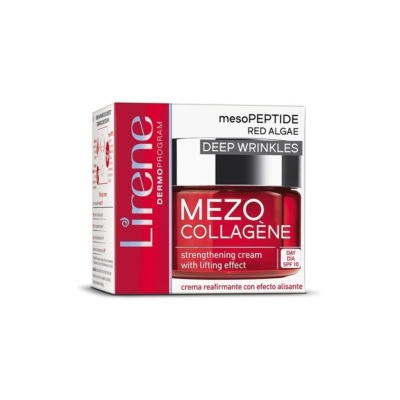 Lirene
DERMOPROGRAM
mesoPEPTIDE
RED ALGAE
DEEP WRINKLES
MEZO
COLLAGÈNE
strengthening cream
with lifting effect
DAY
DIA
SPF 10
crema reafirmante con efecto alisante